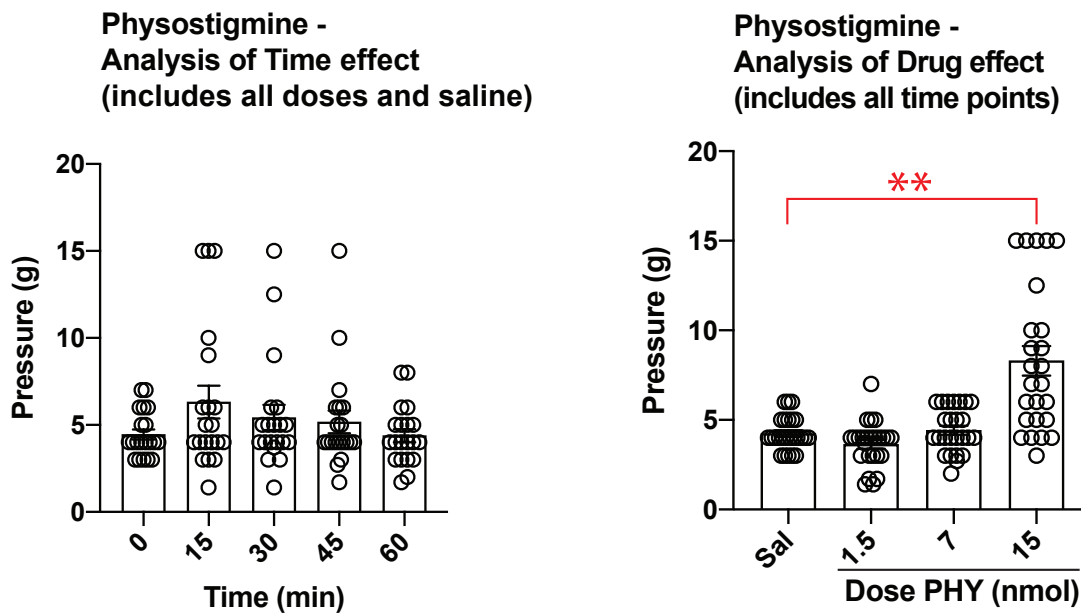 Physostigmine -
Analysis of Time effect
(includes all doses and saline)
20
15
10
5
0
Pressure (g)
0
15
30
45
60
Time (min)
Physostigmine -
Analysis of Drug effect
(includes all time points)
20
15
10
5
0
Pressure (g)
**
Sal
1.5
7
15
Dose PHY (nmol)